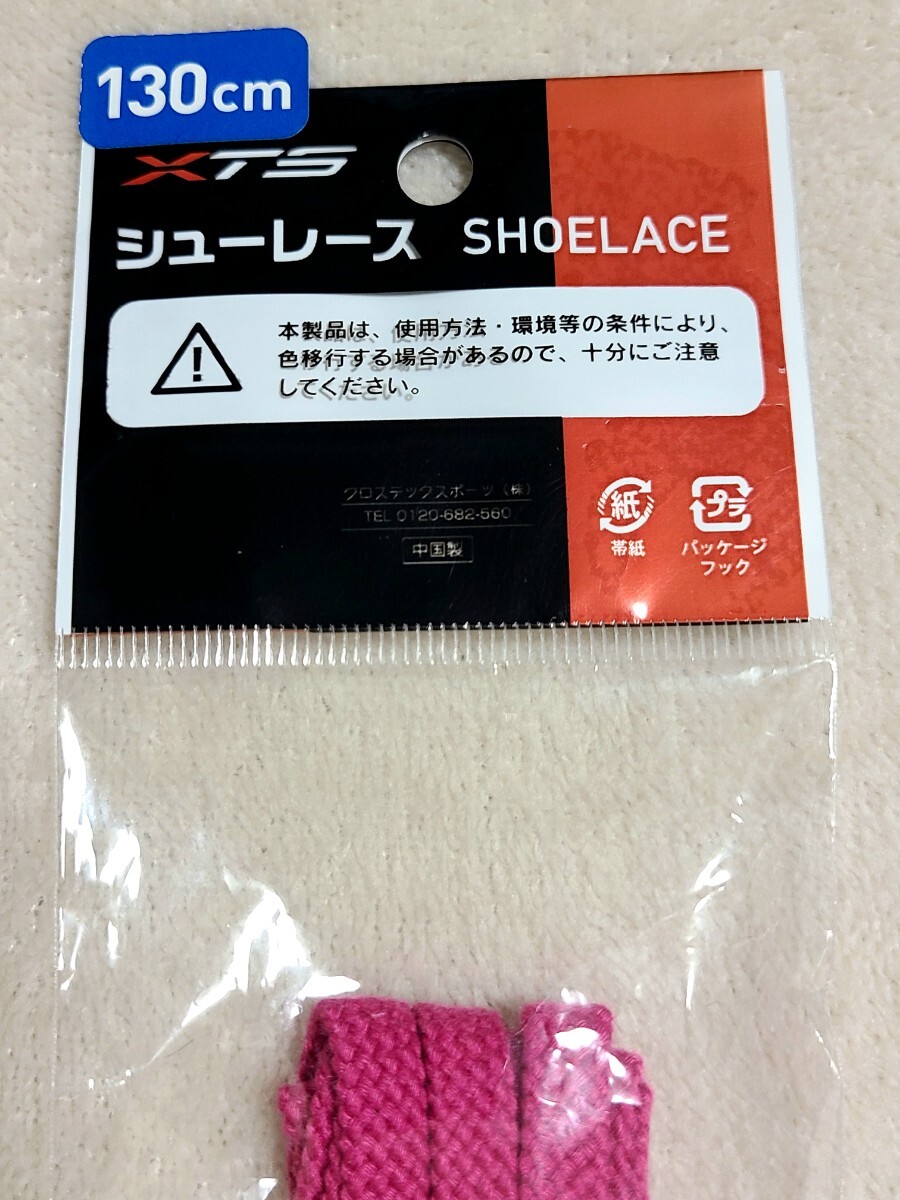 130cm
XTS
シューレース SHOELACE
本製品は、使用方法・環境等の条件により、
色移行する場合があるので、十分にご注意
してください。
クロステックスポーツ（株）
TEL 0120-682-560
中国製
紙
帯紙
プラ
パッケージ
フック